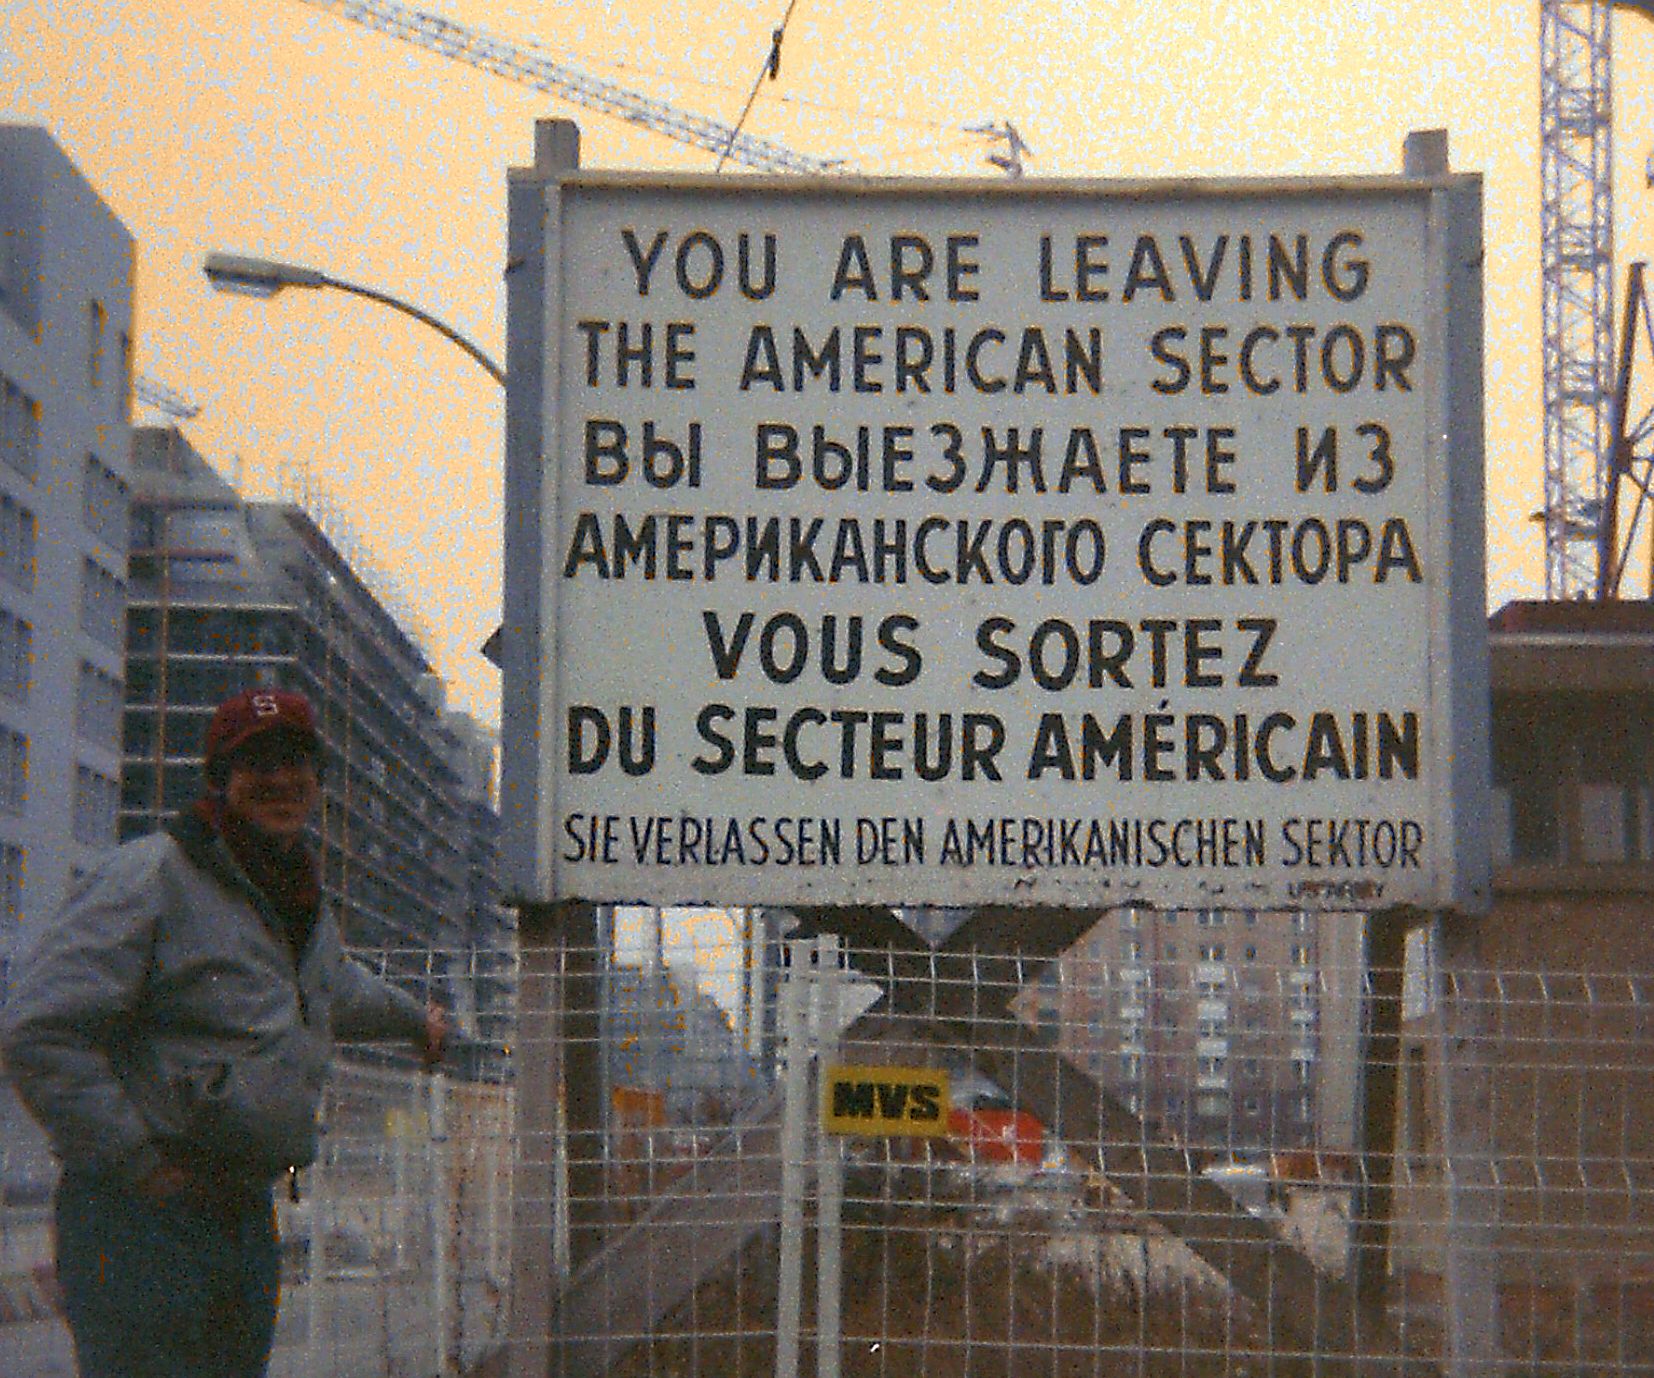 YOU ARE LEAVING
THE AMERICAN SECTOR
ВЫ ВЫЕЗЖАЕТЕ ИЗ
АМЕРИКАНСКОГО СЕКТОРА
VOUS SORTEZ
DU SECTEUR AMÉRICAIN
SIE VERLASSEN DEN AMERIKANISCHEN SEKTOR
S
MVS